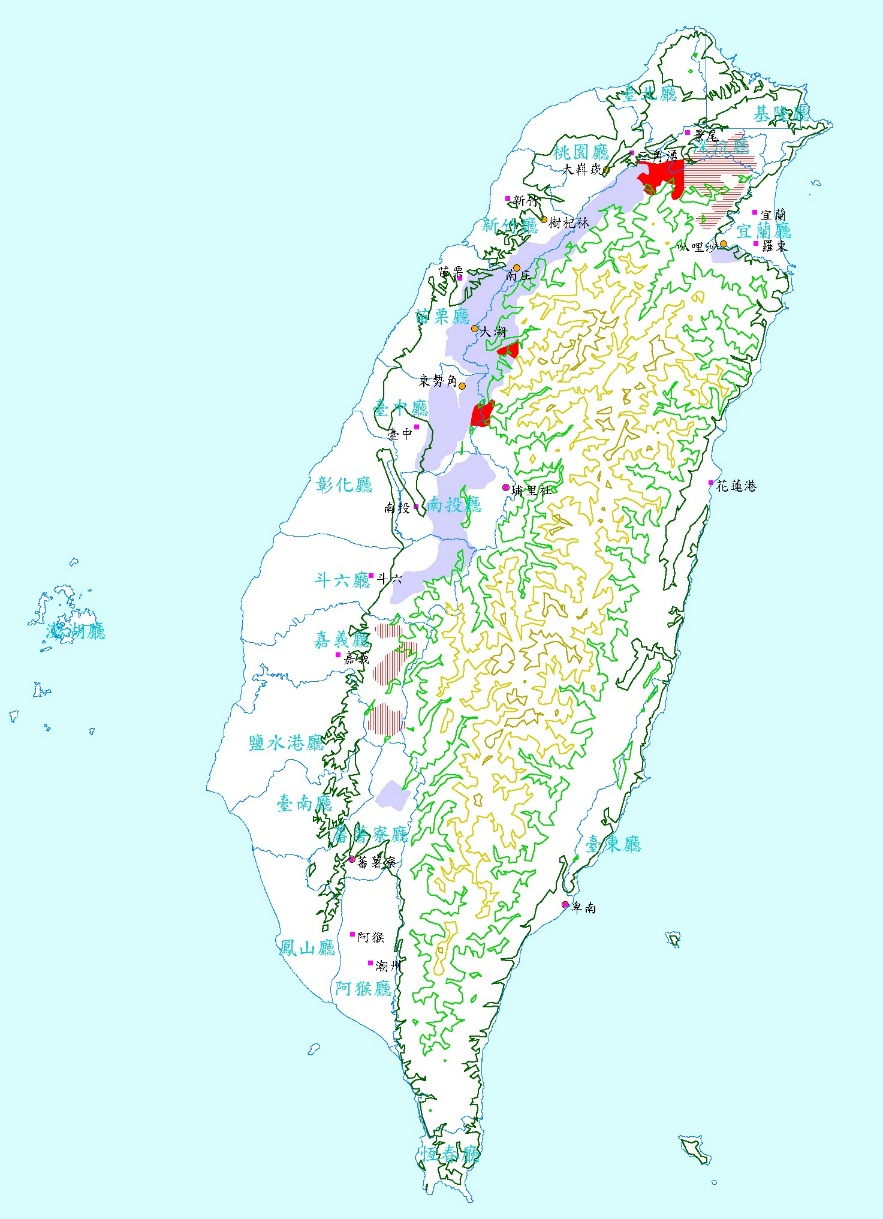 臺北廳
基隆廳
景尾
深坑廳
桃園廳
三角湧
大嵙崁
新竹
宜蘭
新竹廳
樹杞林
宜蘭廳
叭哩沙
羅東
苗栗
南庄
苗栗廳
大湖
東勢角
臺中廳
臺中
彰化廳
埔里社
花蓮港
南投
南投廳
斗六廳
斗六
澎湖廳
嘉義廳
嘉義
鹽水港廳
臺南廳
蕃薯寮廳
臺東廳
蕃薯寮
卑南
阿猴
鳳山廳
潮州
阿猴廳
恆春廳